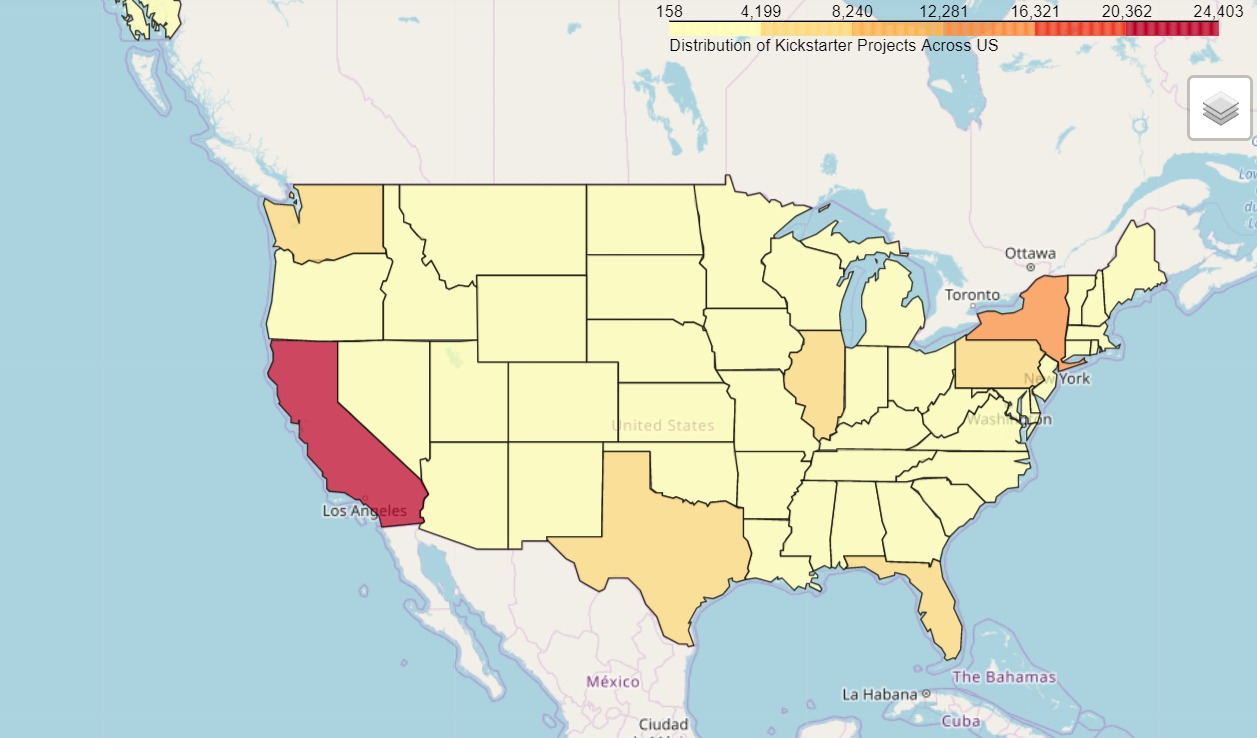 158 4,199 8,240 12,281 16,321 20,362 24,403
Distribution of Kickstarter Projects Across US
Ottawa
Toronto
New York
Washington
United States
Los Angeles
México
The Bahamas
La Habana
Cuba
Ciudad